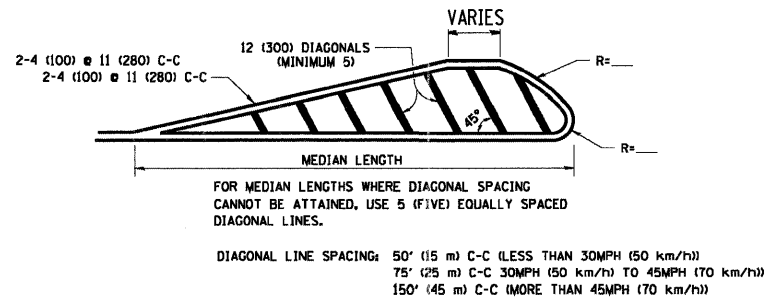 VARIES
12 (300) DIAGONALS
(MINIMUM 5)
2-4 (100) @ 11 (280) C-C
2-4 (100) @ 11 (280) C-C
R=___
45°
R=___
MEDIAN LENGTH
FOR MEDIAN LENGTHS WHERE DIAGONAL SPACING
CANNOT BE ATTAINED, USE 5 (FIVE) EQUALLY SPACED
DIAGONAL LINES.
DIAGONAL LINE SPACING: 50' (15 m) C-C (LESS THAN 30MPH (50 km/h))
75' (25 m) C-C 30MPH (50 km/h) TO 45MPH (70 km/h))
150' (45 m) C-C (MORE THAN 45MPH (70 km/h))